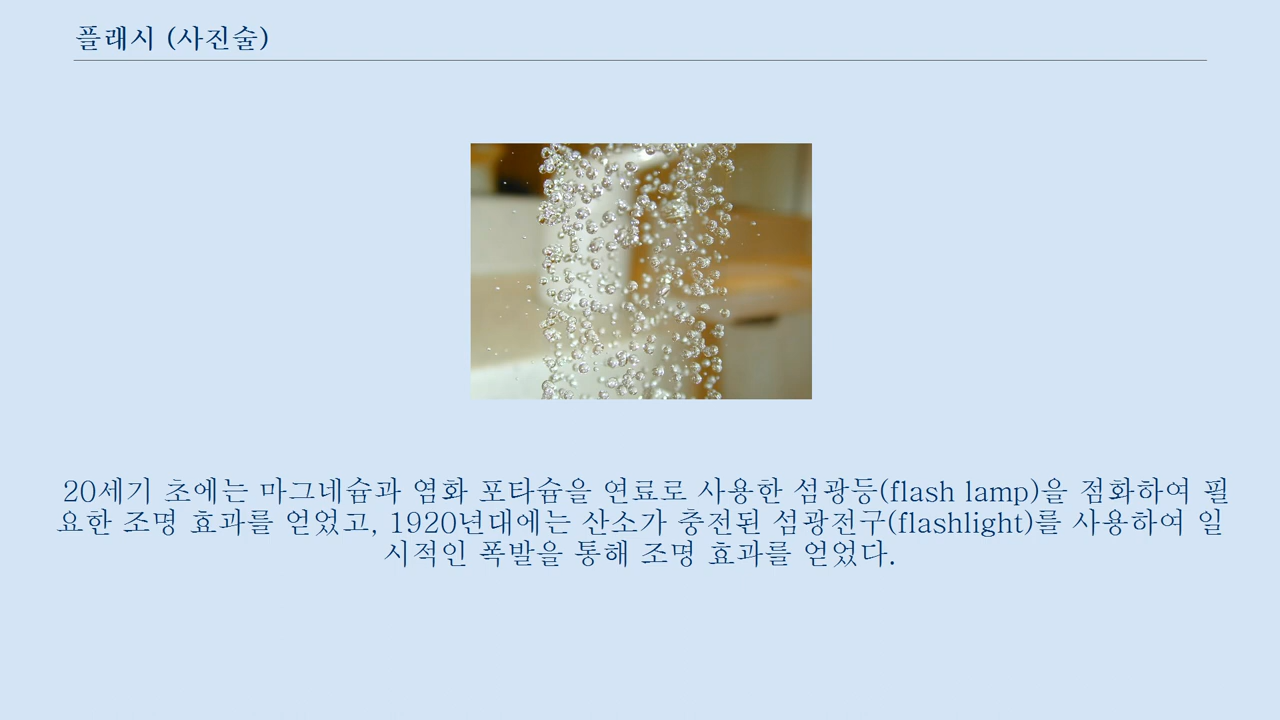 플래시 (사진술)
20세기 초에는 마그네슘과 염화 포타슘을 연료로 사용한 섬광등(flash lamp)을 점화하여 필
요한 조명 효과를 얻었고, 1920년대에는 산소가 충전된 섬광전구(flashlight)를 사용하여 일
시적인 폭발을 통해 조명 효과를 얻었다.